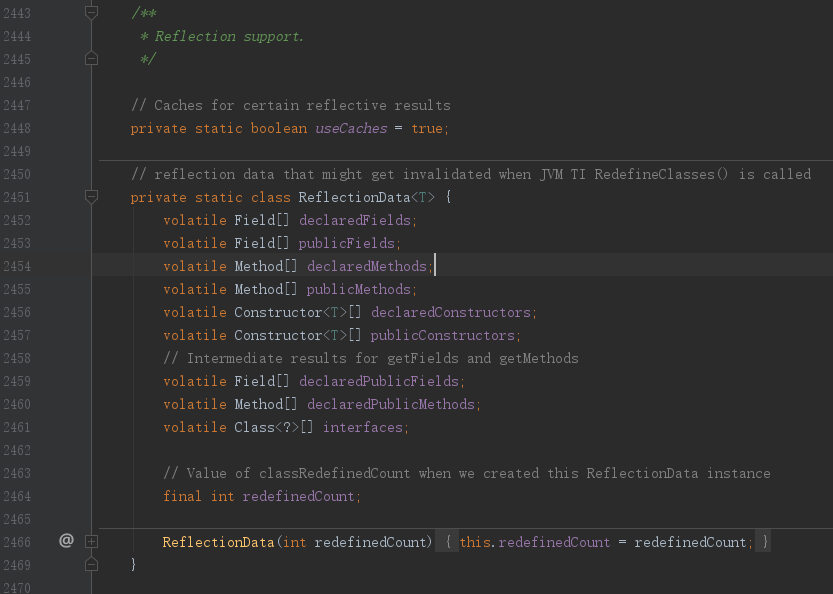 2443 /**
2444 * Reflection support.
2445 */
2446
2447 // Caches for certain reflective results
2448 private static boolean useCaches = true;
2449
2450 // reflection data that might get invalidated when JVM TI RedefineClasses() is called
2451 private static class ReflectionData<T> {
2452 volatile Field[] declaredFields;
2453 volatile Field[] publicFields;
2454 volatile Method[] declaredMethods;
2455 volatile Method[] publicMethods;
2456 volatile Constructor<T>[] declaredConstructors;
2457 volatile Constructor<T>[] publicConstructors;
2458 // Intermediate results for getFields and getMethods
2459 volatile Field[] declaredPublicFields;
2460 volatile Method[] declaredPublicMethods;
2461 volatile Class<?>[] interfaces;
2462
2463 // Value of classRedefinedCount when we created this ReflectionData instance
2464 final int redefinedCount;
2465
2466 @ ReflectionData(int redefinedCount) { this.redefinedCount = redefinedCount; }
2469 }
2470